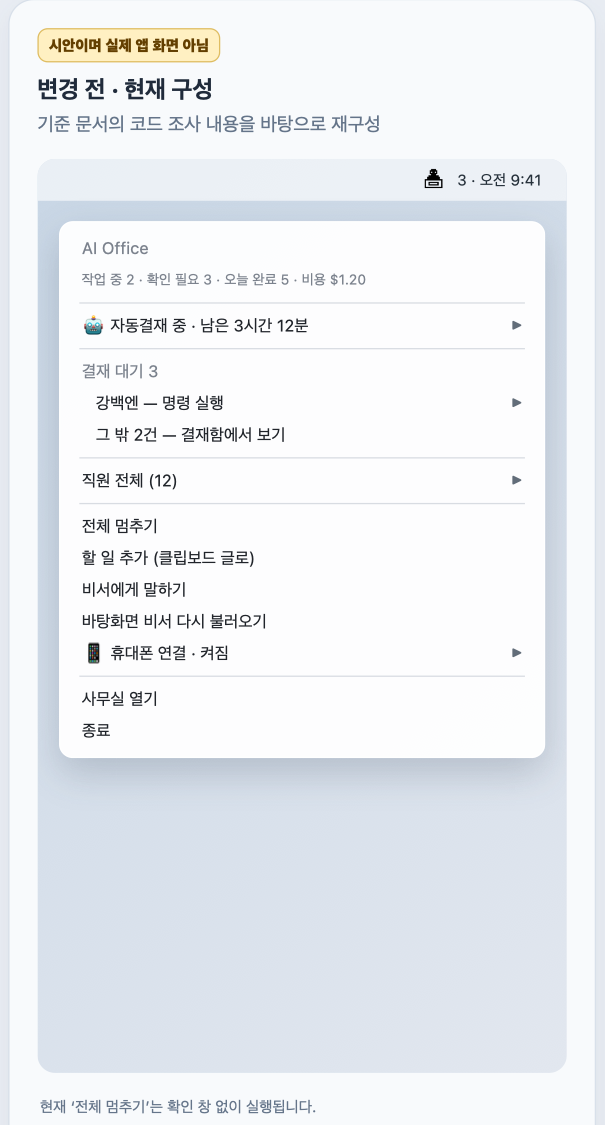 시안이며 실제 앱 화면 아님
변경 전 · 현재 구성
기준 문서의 코드 조사 내용을 바탕으로 재구성
3 · 오전 9:41
AI Office
작업 중 2 · 확인 필요 3 · 오늘 완료 5 · 비용 $1.20
🤖 자동결재 중 · 남은 3시간 12분 ▶
결재 대기 3
강백엔 — 명령 실행 ▶
그 밖 2건 — 결재함에서 보기
직원 전체 (12) ▶
전체 멈추기
할 일 추가 (클립보드 글로)
비서에게 말하기
바탕화면 비서 다시 불러오기
📱 휴대폰 연결 · 켜짐 ▶
사무실 열기
종료
현재 ‘전체 멈추기’는 확인 창 없이 실행됩니다.